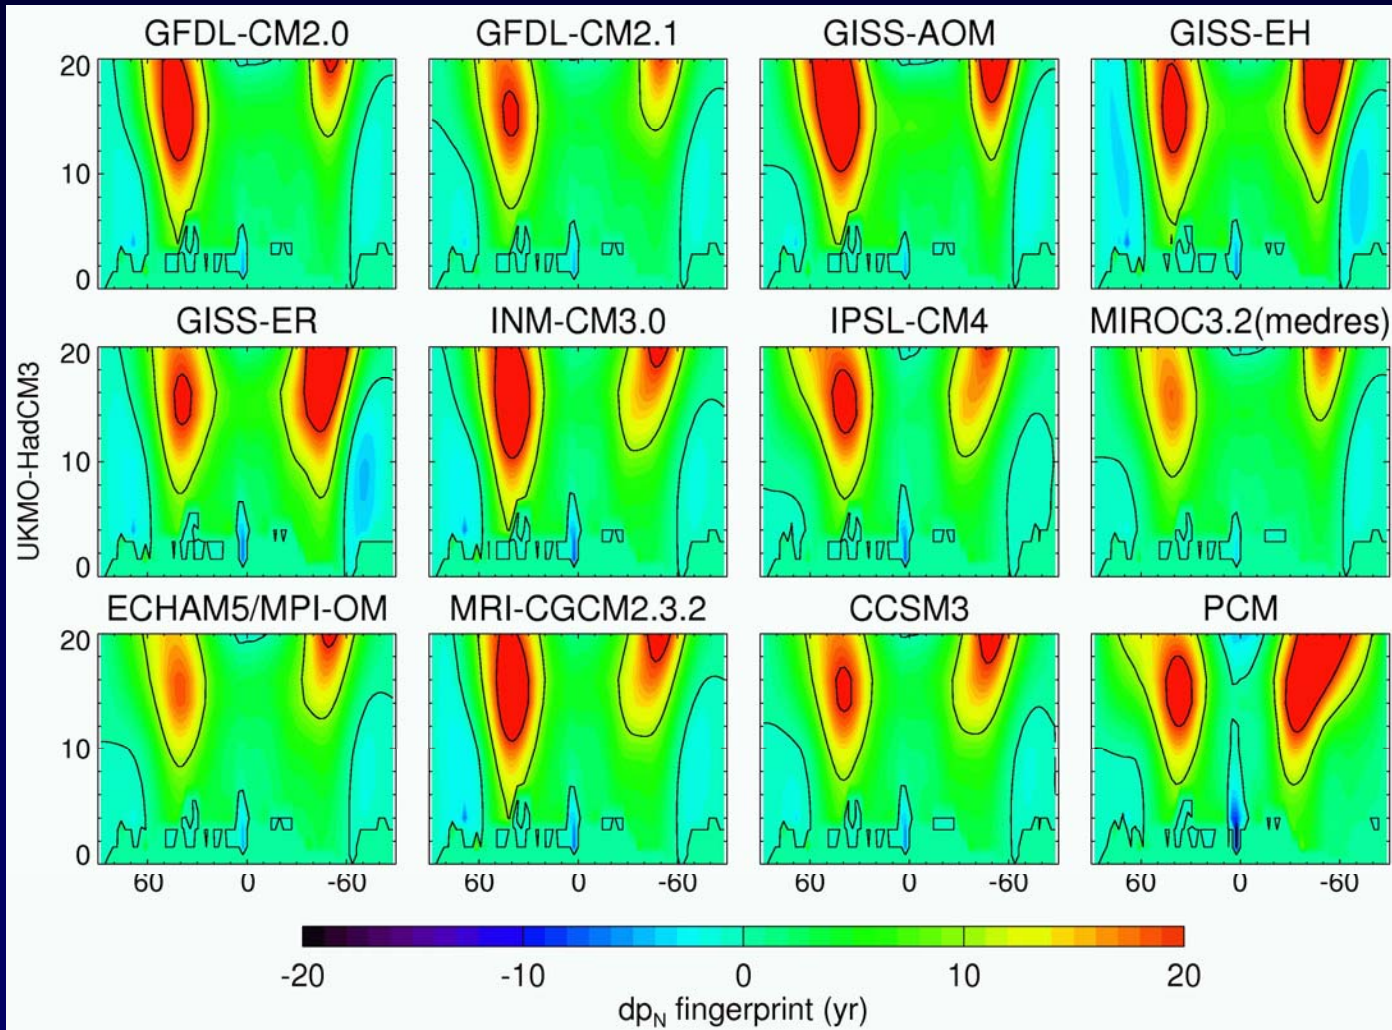 GFDL-CM2.0 GFDL-CM2.1 GISS-AOM GISS-EH
20
10
0
GISS-ER INM-CM3.0 IPSL-CM4 MIROC3.2(medres)
UKMO-HadCM3
20
10
0
ECHAM5/MPI-OM MRI-CGCM2.3.2 CCSM3 PCM
20
10
0
60 0 -60 60 0 -60 60 0 -60 60 0 -60
-20 -10 0 10 20
dpN fingerprint (yr)